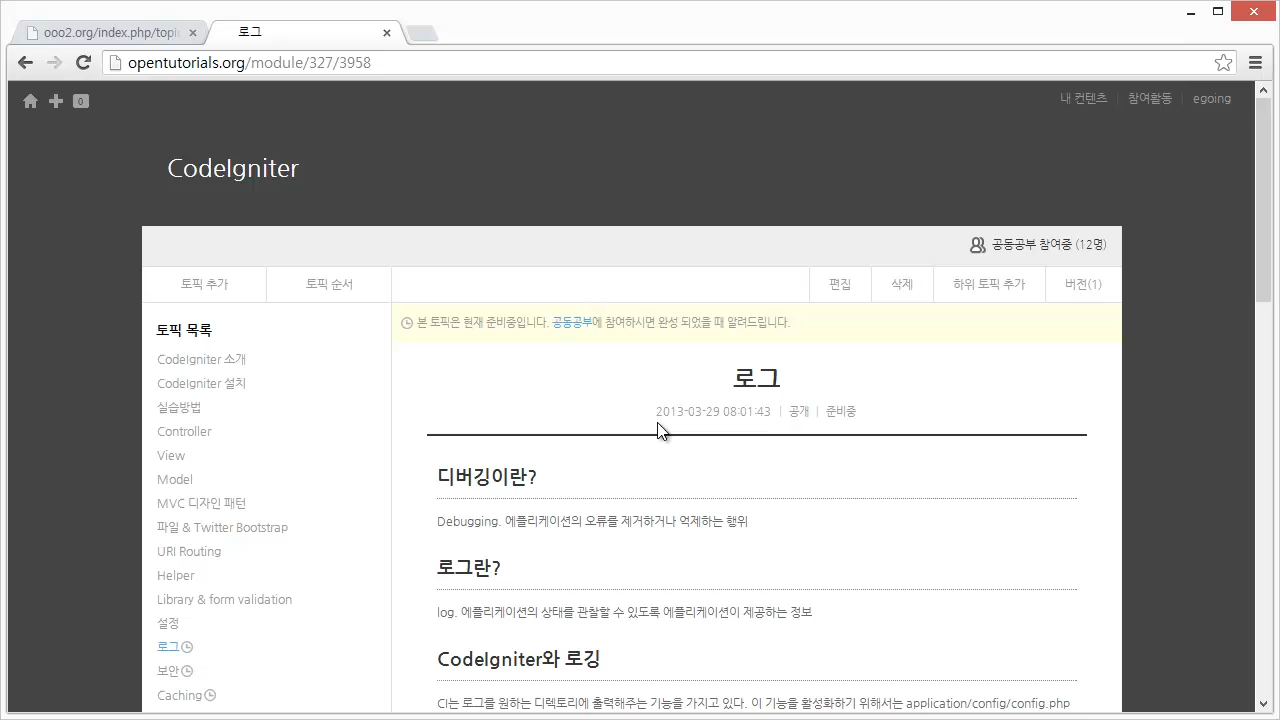 ooo2.org/index.php/topi
로그
opentutorials.org/module/327/3958
0
내 컨텐츠
참여활동
egoing
CodeIgniter
공동공부 참여중 (12명)
토픽 추가
토픽 순서
편집
삭제
하위 토픽 추가
버전(1)
토픽 목록
본 토픽은 현재 준비중입니다. 공동공부에 참여하시면 완성 되었을 때 알려드립니다.
CodeIgniter 소개
CodeIgniter 설치
실습방법
Controller
View
Model
MVC 디자인 패턴
파일 & Twitter Bootstrap
URI Routing
Helper
Library & form validation
설정
로그
보안
Caching
로그
2013-03-29 08:01:43 | 공개 | 준비중
디버깅이란?
Debugging. 에플리케이션의 오류를 제거하거나 억제하는 행위
로그란?
log. 에플리케이션의 상태를 관찰할 수 있도록 에플리케이션이 제공하는 정보
CodeIgniter와 로깅
CI는 로그를 원하는 디렉토리에 출력해주는 기능을 가지고 있다. 이 기능을 활성화하기 위해서는 application/config/config.php